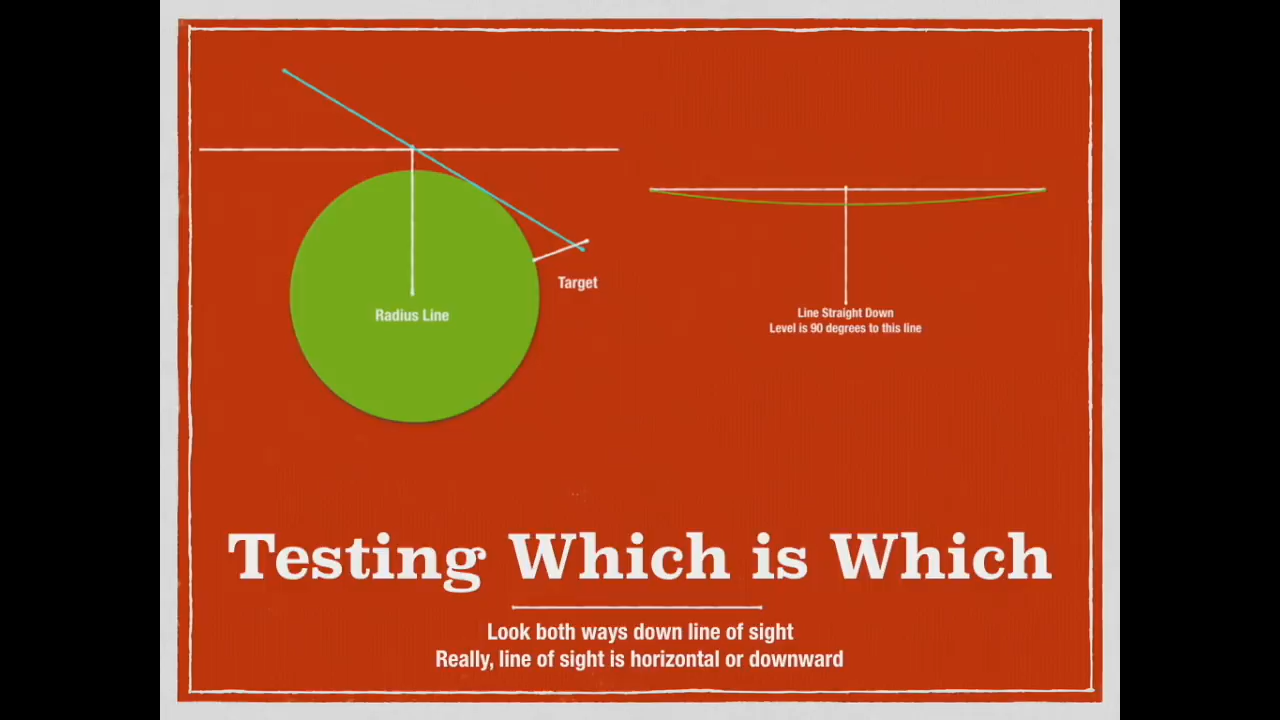 Target
Radius Line
Line Straight Down
Level is 90 degrees to this line
Testing Which is Which
Look both ways down line of sight
Really, line of sight is horizontal or downward